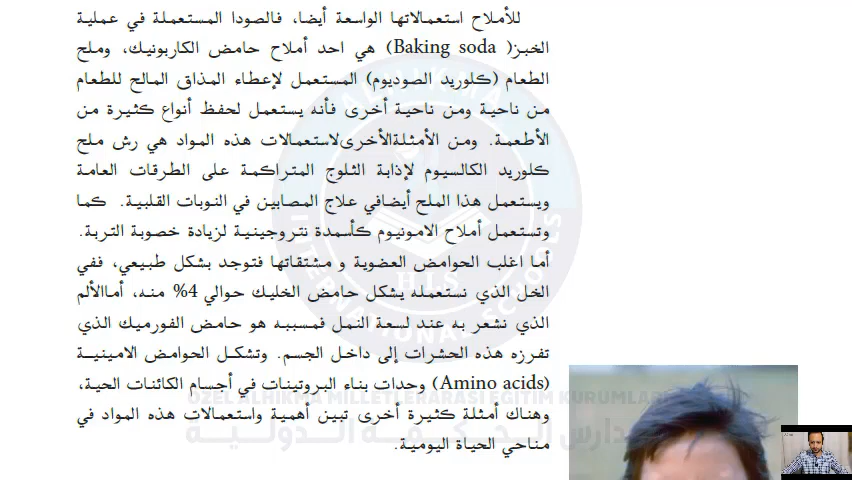 للأملاح استعمالاتها الواسعة أيضا، فالصودا المستعملة في عملية
الخبز( Baking soda) هي احد أملاح حامض الكاربونيك، وملح
الطعام (كلوريد الصوديوم) المستعمل لإعطاء المذاق المالح للطعام
من ناحية ومن ناحية أخرى فأنه يستعمل لحفظ أنواع كثيرة من
الأطعمة. ومن الأمثلةالأخرىلاستعمالات هذه المواد هي رش ملح
كلوريد الكالسيوم لإذابة الثلوج المتراكمة على الطرقات العامة
ويستعمل هذا الملح أيضافي علاج المصابين في النوبات القلبية. كما
وتستعمل أملاح الامونيوم كأسمدة نتروجينية لزيادة خصوبة التربة.
أما اغلب الحوامض العضوية و مشتقاتها فتوجد بشكل طبيعي، ففي
الخل الذي نستعمله يشكل حامض الخليك حوالي 4% منه، أماالألم
الذي نشعر به عند لسعة النمل فمسببه هو حامض الفورميك الذي
تفرزه هذه الحشرات إلى داخل الجسم. وتشكل الحوامض الامينية
(Amino acids) وحدات بناء البروتينات في أجسام الكائنات الحية،
ÖZEL ALHIKMA MILLETLERARASI EĞİTİM KURUMLARI
وهناك أمثلة كثيرة أخرى تبين أهمية واستعمالات هذه المواد في
مناحي الحياة اليومية.